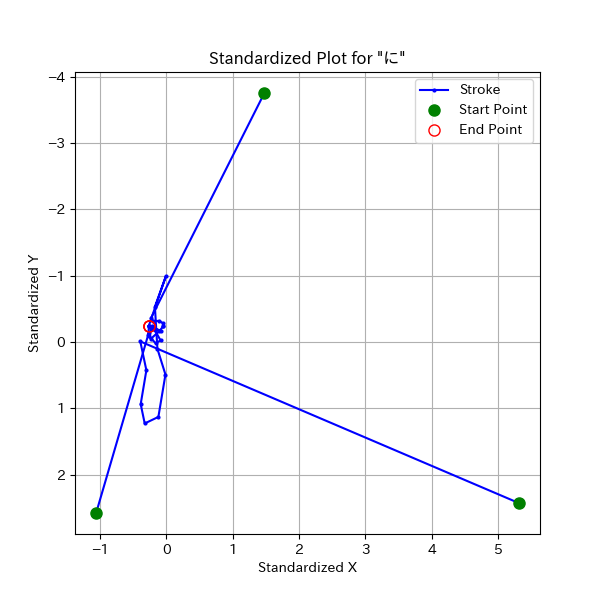 Standardized Plot for "に"
Stroke
Start Point
End Point
−4
−3
−2
−1
0
1
2
Standardized Y
−1 0 1 2 3 4 5
Standardized X